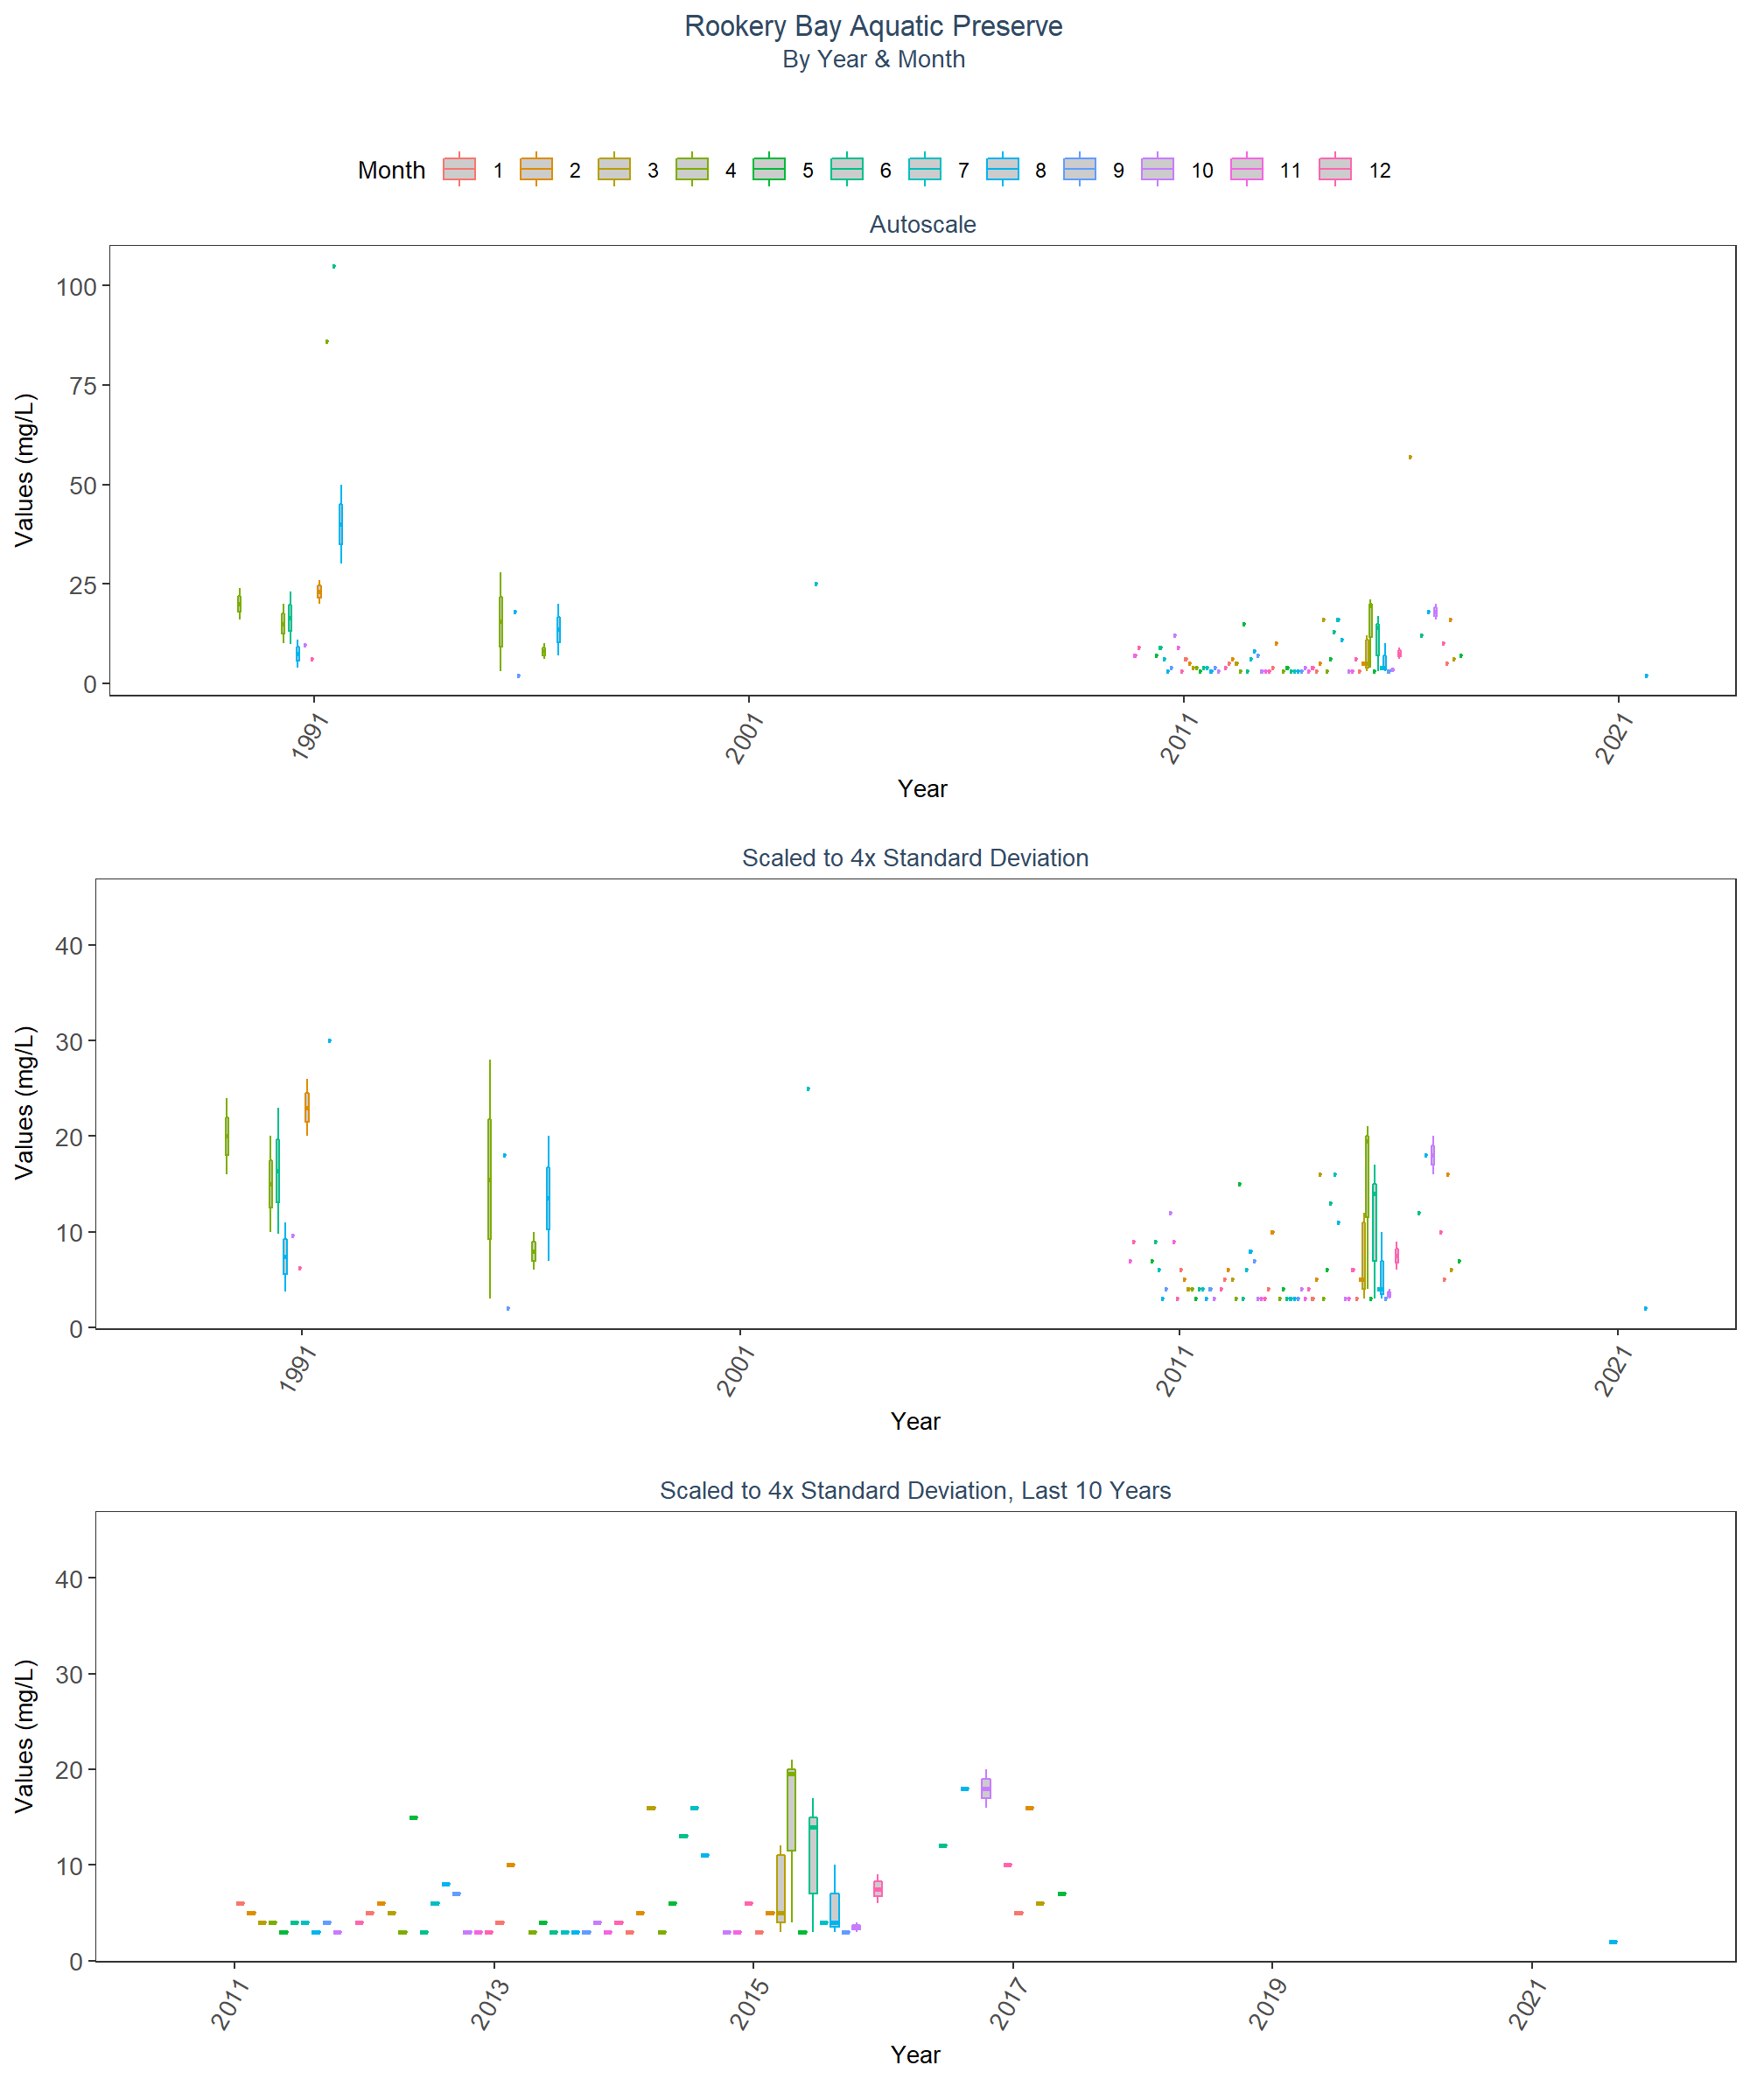 Rookery Bay Aquatic Preserve
By Year & Month
Month 1 2 3 4 5 6 7 8 9 10 11 12
Autoscale
Values (mg/L)
100
75
50
25
0
1991 2001 2011 2021
Year
Scaled to 4x Standard Deviation
Values (mg/L)
40
30
20
10
0
1991 2001 2011 2021
Year
Scaled to 4x Standard Deviation, Last 10 Years
Values (mg/L)
40
30
20
10
0
2011 2013 2015 2017 2019 2021
Year